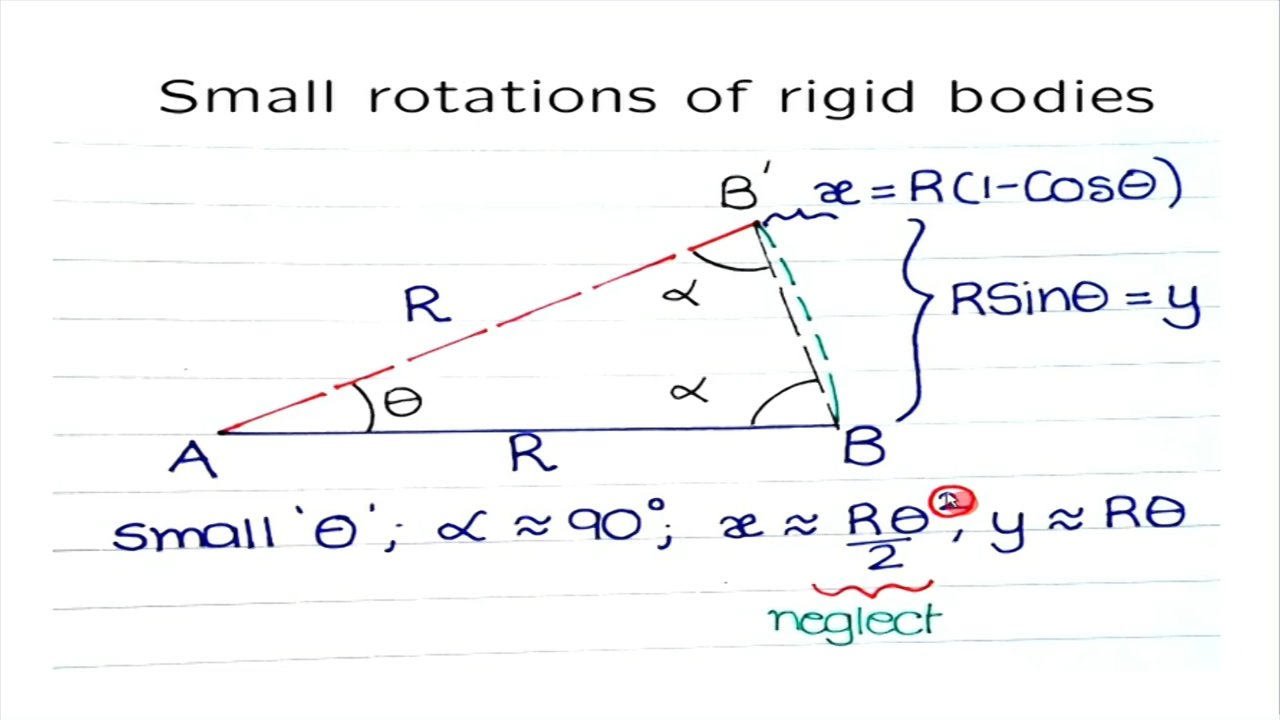 Small rotations of rigid bodies
B' x = R(1-Cosθ)
R
α
RSinθ = y
α
θ
A
R
B
small 'θ'; α ≈ 90°; x ≈ Rθ²/2, y ≈ Rθ
neglect